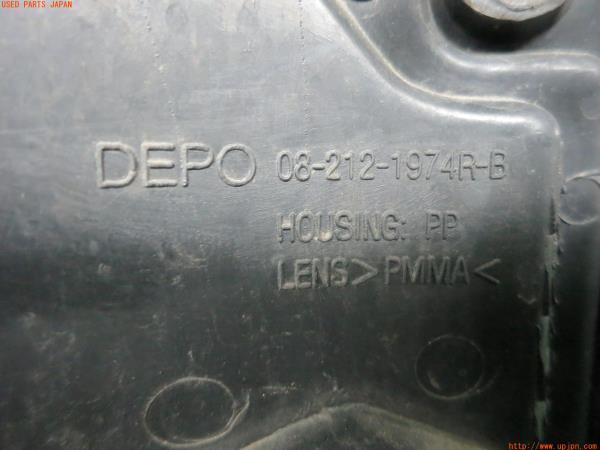 USED PARTS JAPAN
DEPO 08-212-1974R-B
HOUSING: PP
LENS>PMMA<
http://www.upjpn.com/